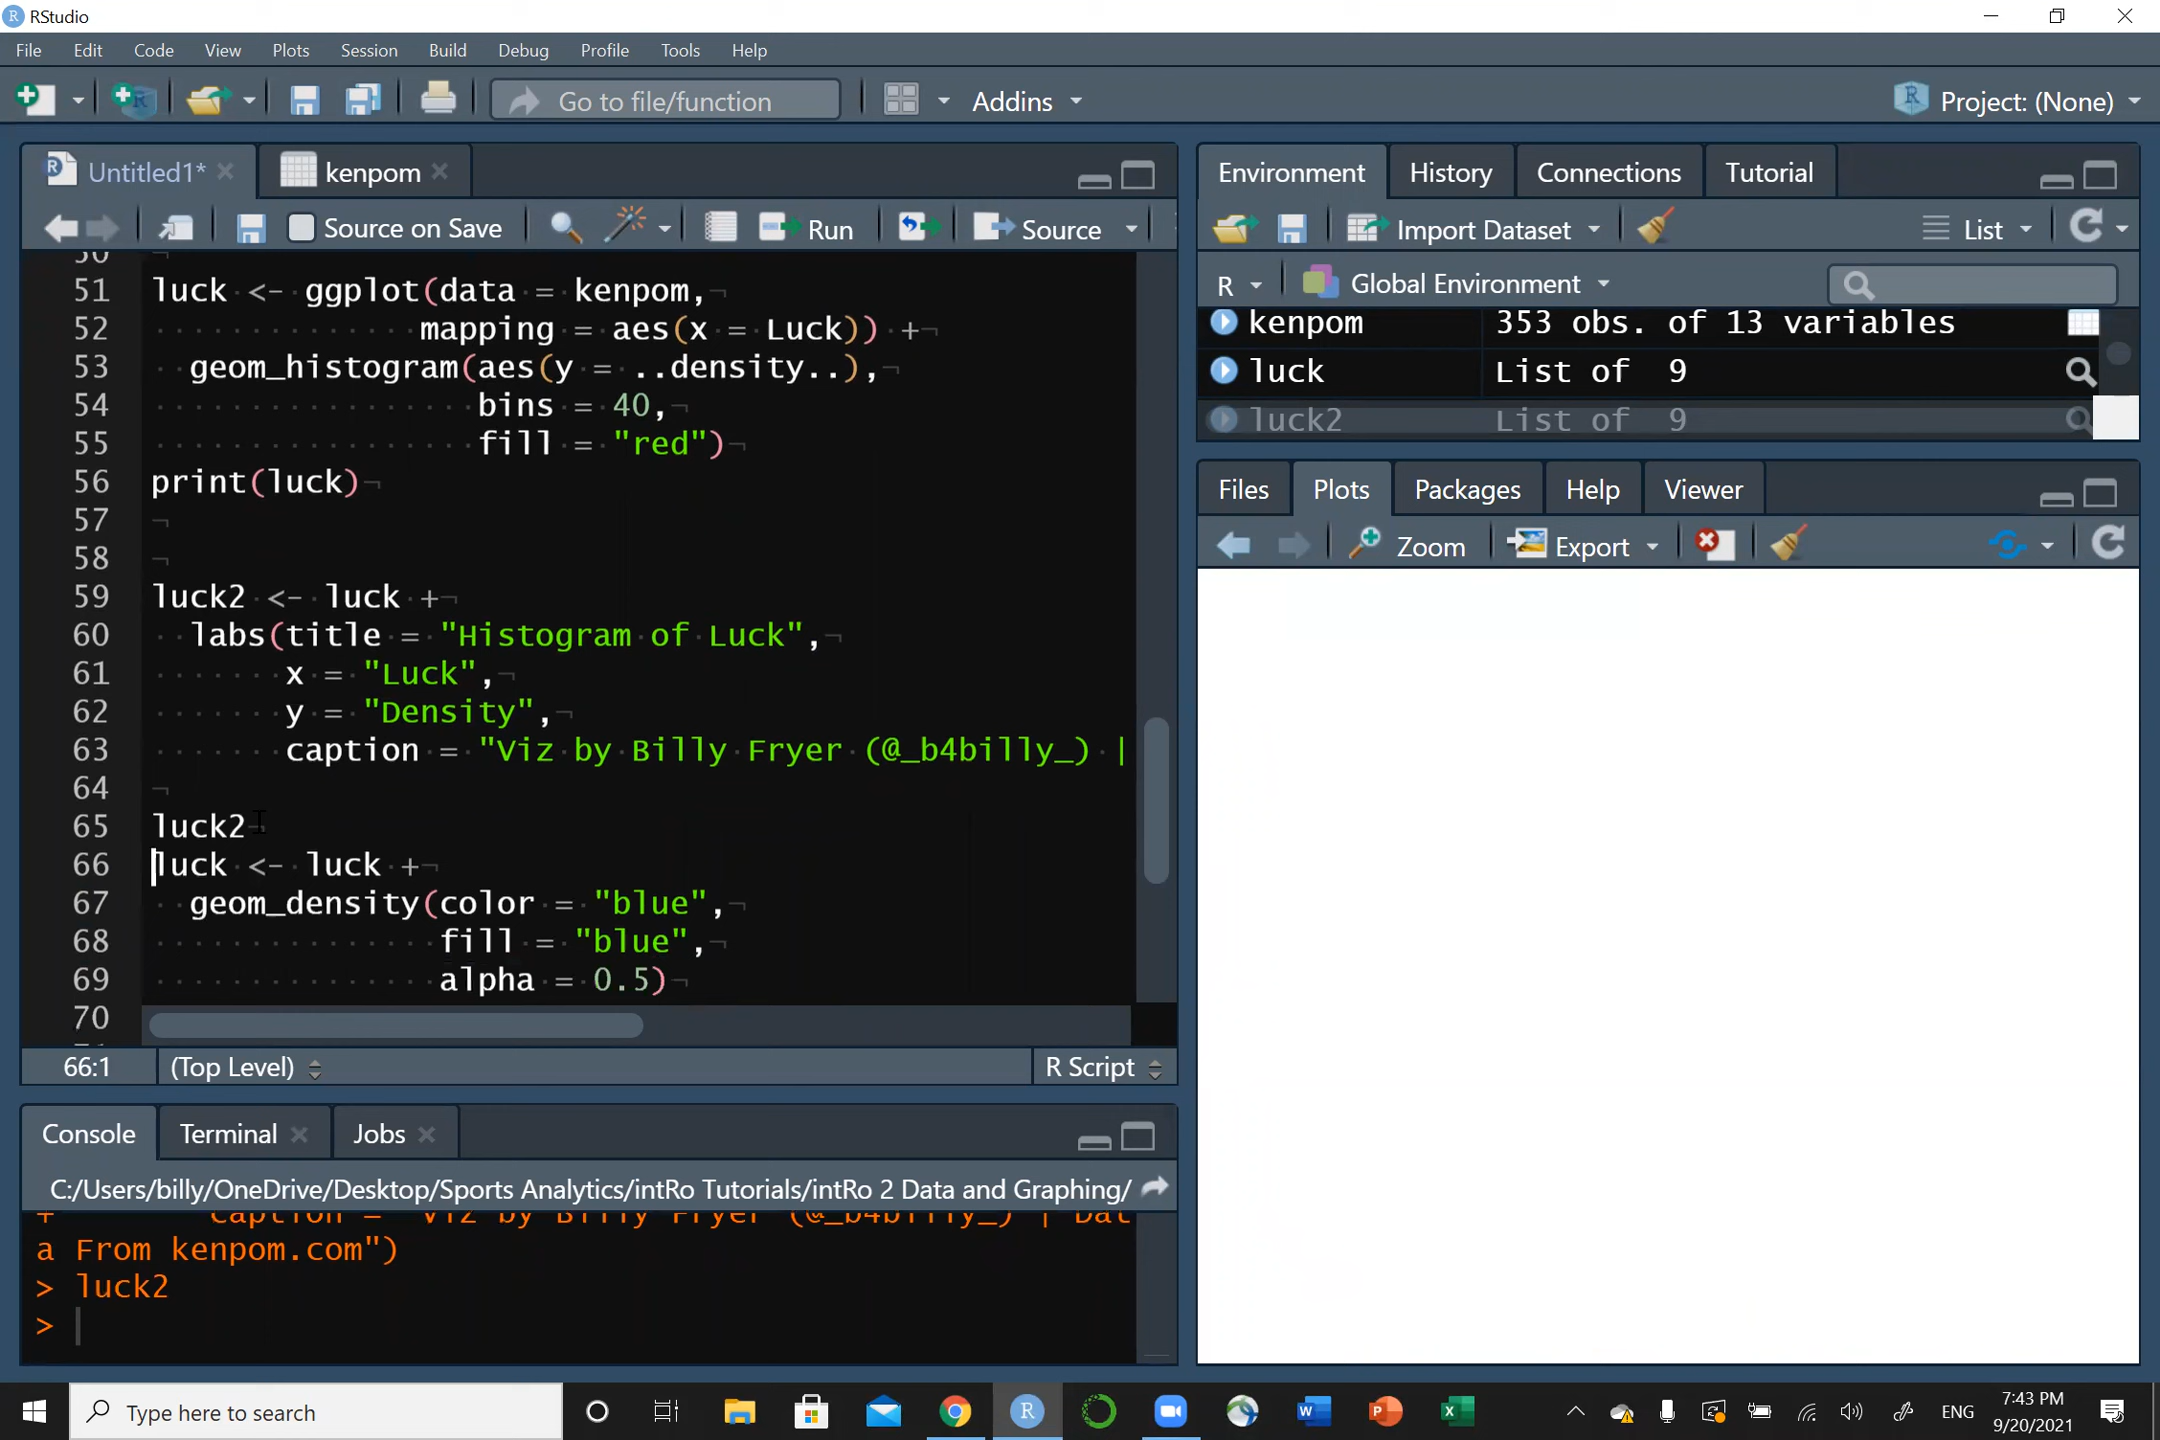 RStudio
File Edit Code View Plots Session Build Debug Profile Tools Help
Go to file/function Addins Project: (None)
Untitled1* kenpom
Source on Save Run Source
50
51 luck <- ggplot(data = kenpom,
52 mapping = aes(x = Luck)) +
53 geom_histogram(aes(y = ..density..),
54 bins = 40,
55 fill = "red")
56 print(luck)
57
58
59 luck2 <- luck +
60 labs(title = "Histogram of Luck",
61 x = "Luck",
62 y = "Density",
63 caption = "Viz by Billy Fryer (@_b4billy_) |
64
65 luck2
66 luck <- luck +
67 geom_density(color = "blue",
68 fill = "blue",
69 alpha = 0.5)
70
66:1 (Top Level) R Script
Console Terminal Jobs
C:/Users/billy/OneDrive/Desktop/Sports Analytics/intRo Tutorials/intRo 2 Data and Graphing/
+ caption = "Viz by Billy Fryer (@_b4billy_) | Dat
a From kenpom.com")
> luck2
>
Environment History Connections Tutorial
Import Dataset List
R Global Environment
kenpom 353 obs. of 13 variables
luck List of 9
luck2 List of 9
Files Plots Packages Help Viewer
Zoom Export
Type here to search
ENG
7:43 PM
9/20/2021